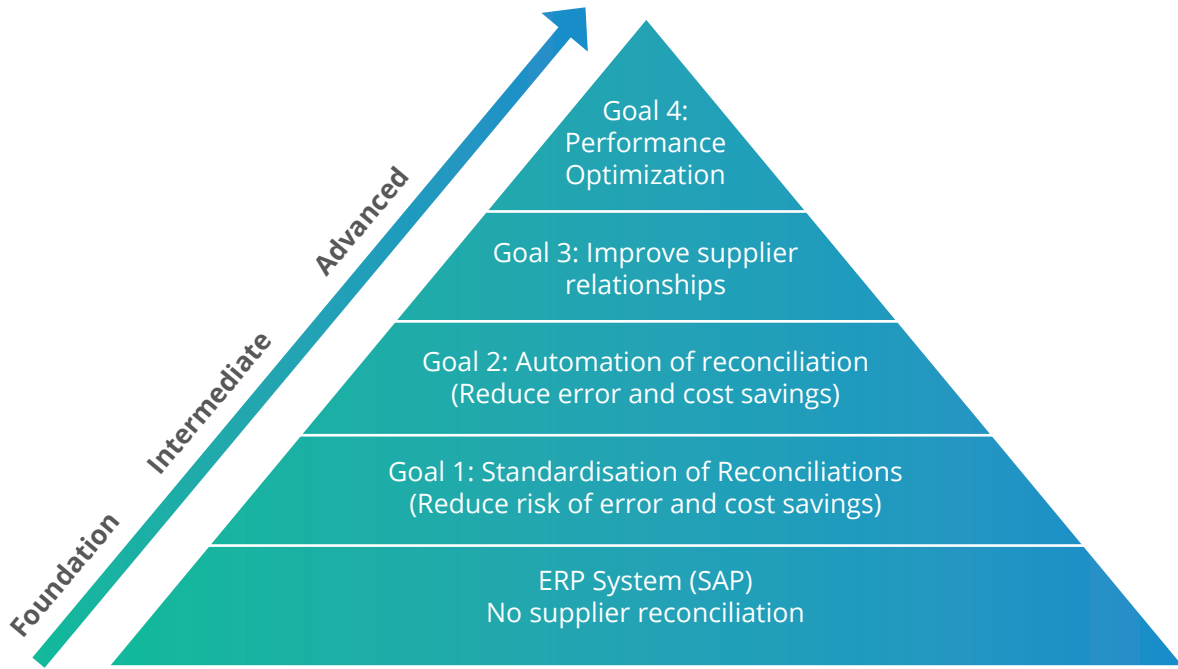 Goal 4:
Performance
Optimization
Advanced
Goal 3: Improve supplier
relationships
Goal 2: Automation of reconciliation
(Reduce error and cost savings)
Intermediate
Goal 1: Standardisation of Reconciliations
(Reduce risk of error and cost savings)
Foundation
ERP System (SAP)
No supplier reconciliation